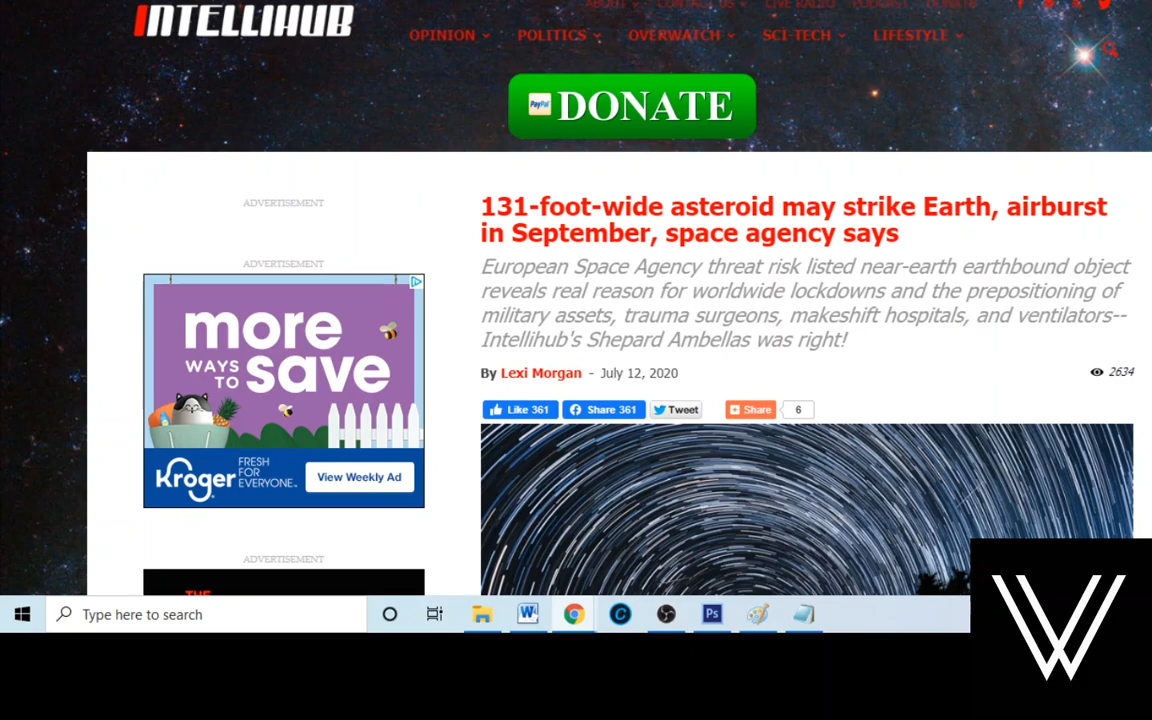 ABOUT CONTACT US LIVE RADIO PODCAST DONATE
INTELLIHUB
OPINION POLITICS OVERWATCH SCI-TECH LIFESTYLE
PayPal DONATE
ADVERTISEMENT
131-foot-wide asteroid may strike Earth, airburst
in September, space agency says
ADVERTISEMENT
European Space Agency threat risk listed near-earth earthbound object
reveals real reason for worldwide lockdowns and the prepositioning of
military assets, trauma surgeons, makeshift hospitals, and ventilators--
Intellihub's Shepard Ambellas was right!
more
WAYS TO save
By Lexi Morgan - July 12, 2020 2634
Like 361 Share 361 Tweet Share 6
Kroger
FRESH
FOR
EVERYONE™
View Weekly Ad
ADVERTISEMENT
THE
Type here to search
W